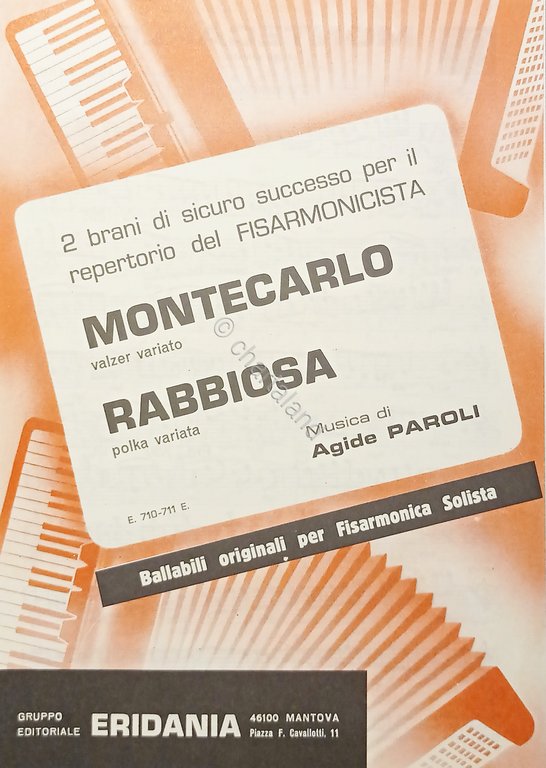 2 brani di sicuro successo per il
repertorio del FISARMONICISTA
MONTECARLO
valzer variato
RABBIOSA
polka variata
Musica di
Agide PAROLI
E. 710-711 E.
Ballabili originali per Fisarmonica Solista
GRUPPO
EDITORIALE
ERIDANIA
46100 MANTOVA
Piazza F. Cavallotti, 11
© chartaland